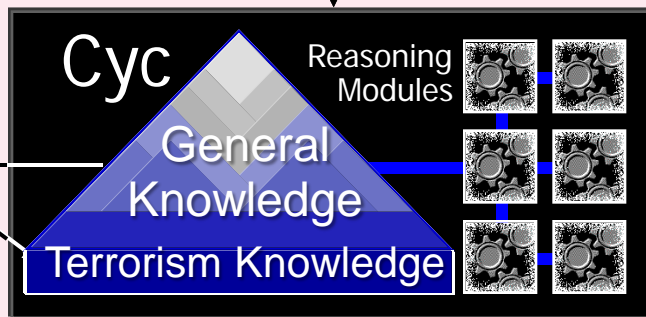 Cyc
Reasoning
Modules
General
Knowledge
Terrorism Knowledge